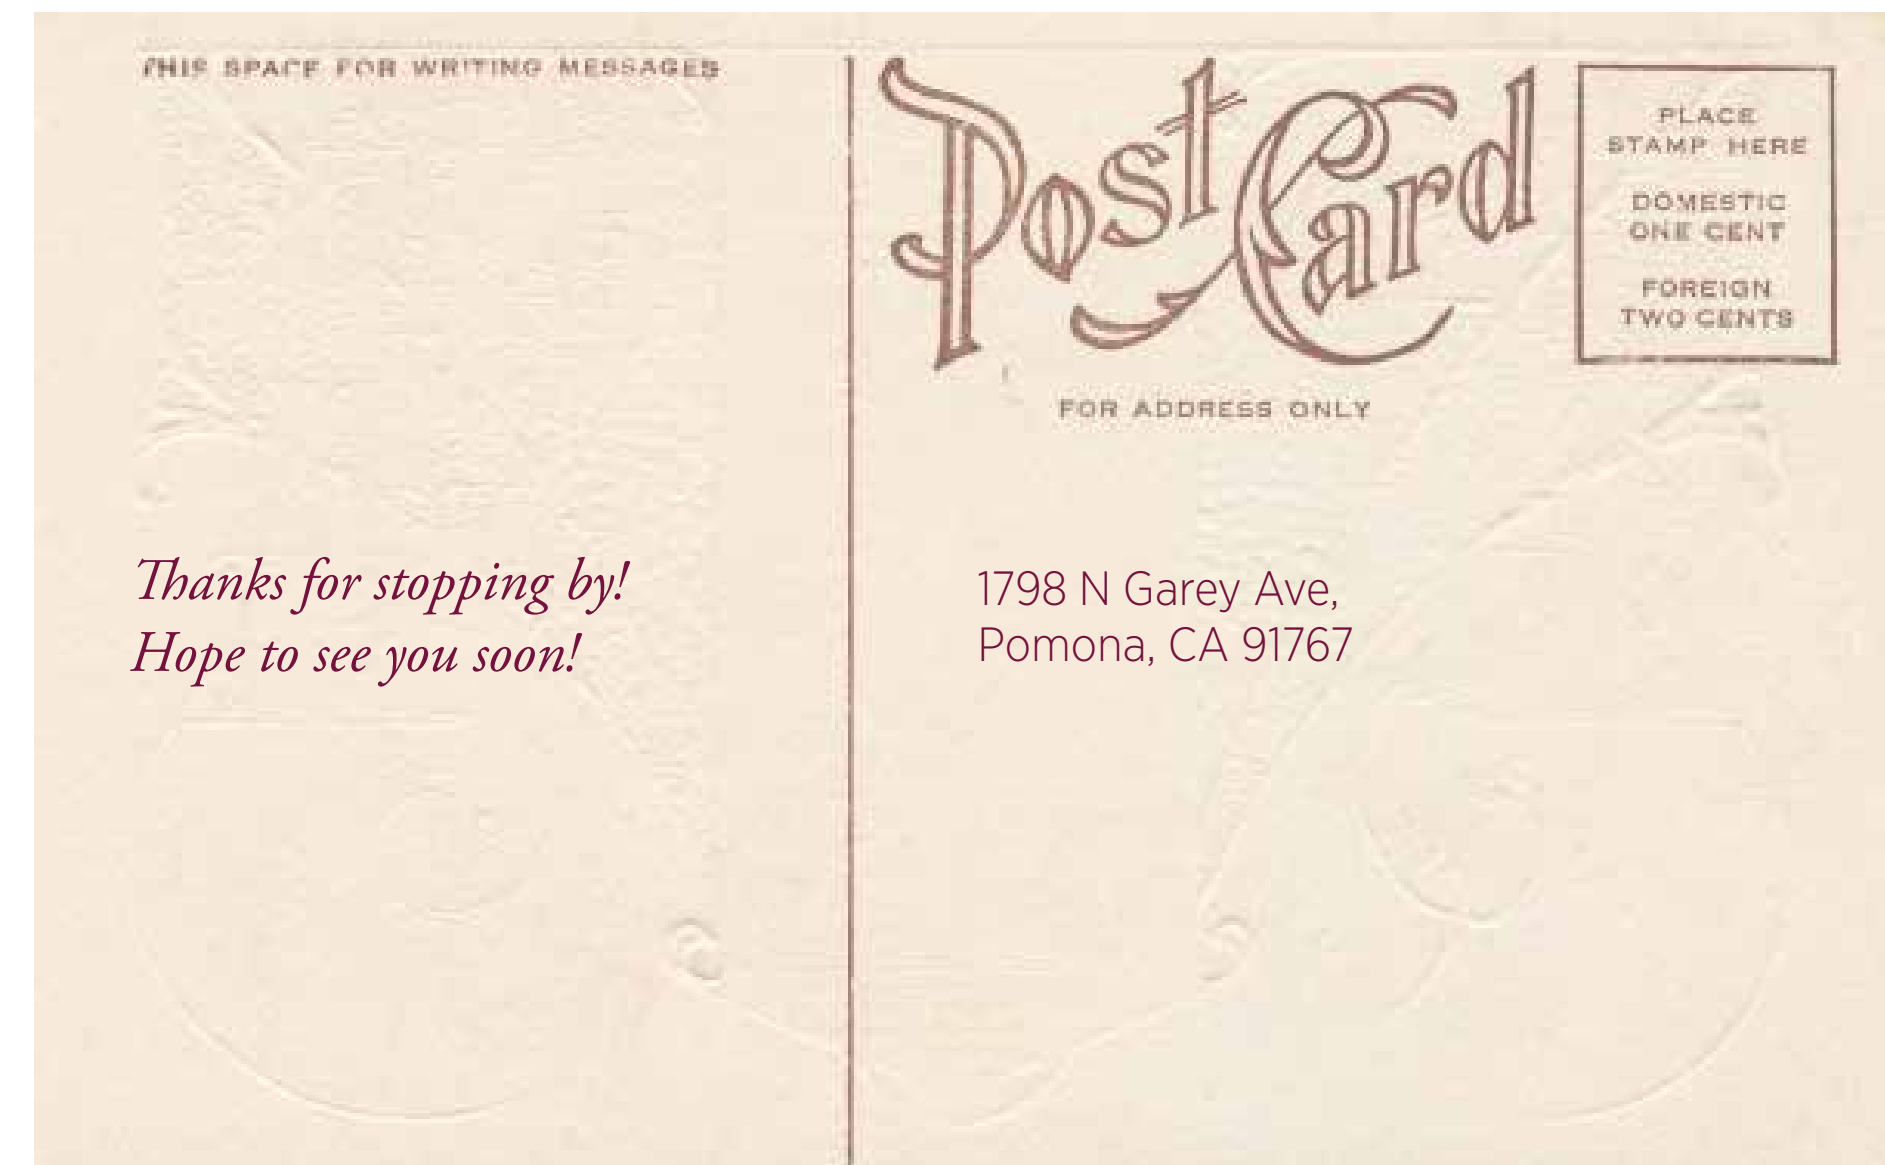 THIS SPACE FOR WRITING MESSAGES
Post Card
PLACE
STAMP HERE
DOMESTIC
ONE CENT
FOREIGN
TWO CENTS
FOR ADDRESS ONLY
Thanks for stopping by!
Hope to see you soon!
1798 N Garey Ave,
Pomona, CA 91767